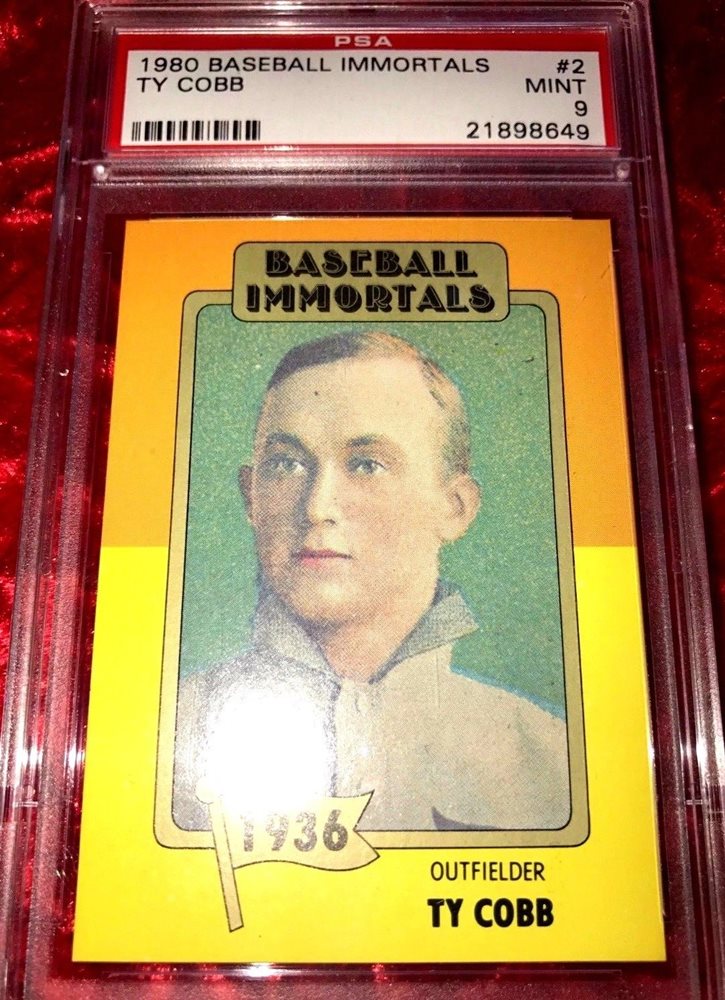 PSA
1980 BASEBALL IMMORTALS #2
TY COBB MINT
9
21898649
BASEBALL
IMMORTALS
1936
OUTFIELDER
TY COBB